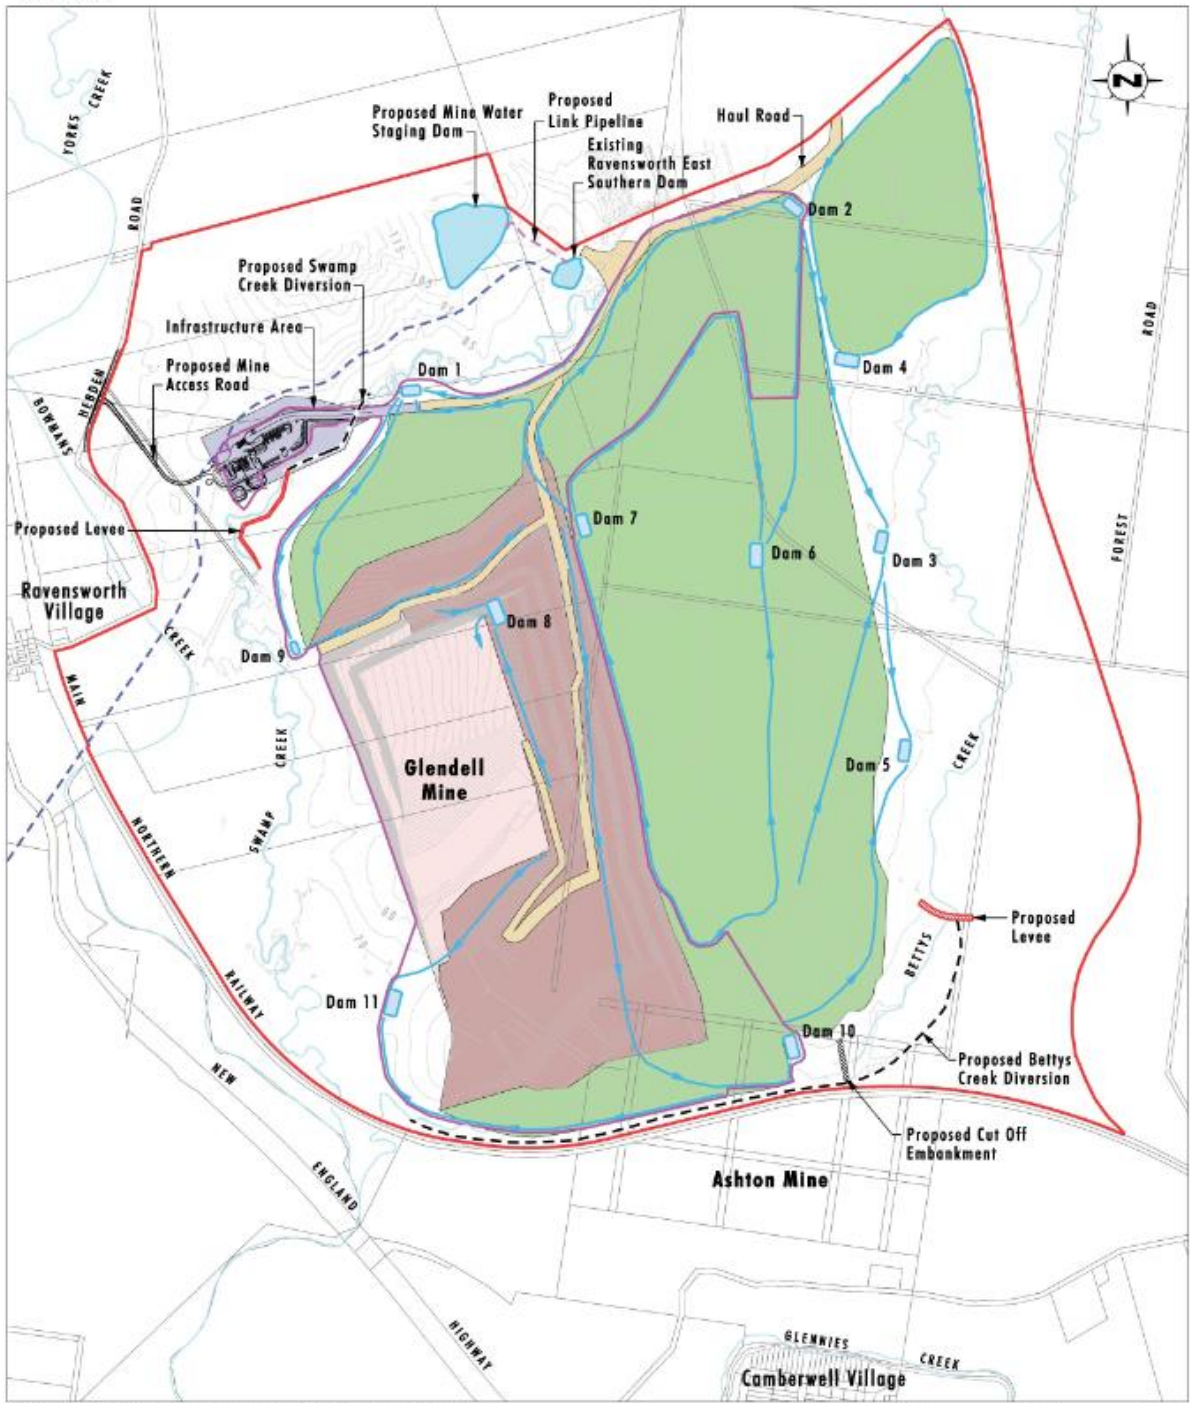 YORKS CREEK
ROAD
Proposed Mine Water
Staging Dam
Proposed
Link Pipeline
Existing
Ravensworth East
Southern Dam
Haul Road
Z
Dam 2
Proposed Swamp
Creek Diversion
Infrastructure Area
Proposed Mine
Access Road
HEBDEN
BOWMANS
Dam 1
Dam 4
ROAD
FOREST
Proposed Levee
Ravensworth
Village
CREEK
Dam 7
Dam 6
Dam 3
Dam 8
Dam 9
MAIN
CREEK
SWAMP
Glendell
Mine
Dam 5
CREEK
NORTHERN
RAILWAY
BETTYS
Proposed
Levee
Dam 11
Dam 10
Proposed Bettys
Creek Diversion
NEW
ENGLAND
HIGHWAY
Proposed Cut Off
Embankment
Ashton Mine
GLENNIES
CREEK
Camberwell Village